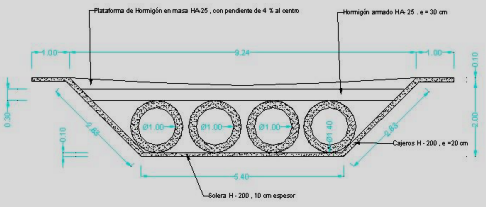 Plataforma de Hormigón en masa HA-25, con pendiente de 4 % al centro
Hormigón armado HA- 25 . e = 30 cm
1.00
9.24
1.00
0.10
0.30
2.00
Ø1.00
Ø1.00
Ø1.00
Ø1.00
Ø1.40
0.10
Cajeros H - 200 , e =20 cm
6.40
Solera H - 200 , 10 cm espesor